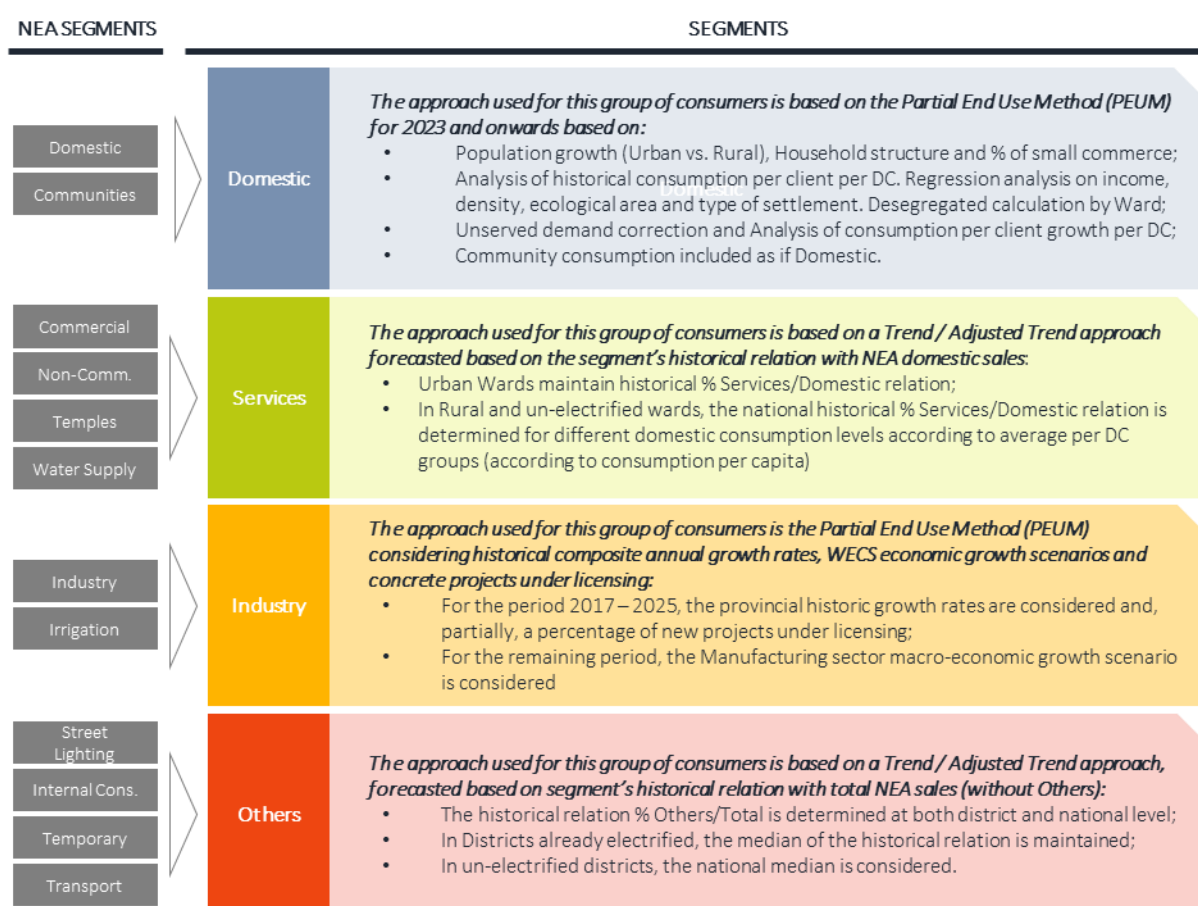 NEA SEGMENTS
SEGMENTS
Domestic
Communities
Domestic
The approach used for this group of consumers is based on the Partial End Use Method (PEUM)
for 2023 and onwards based on:
• Population growth (Urban vs. Rural), Household structure and % of small commerce;
• Analysis of historical consumption per client per DC. Regression analysis on income,
density, ecological area and type of settlement. Desegregated calculation by Ward;
• Unserved demand correction and Analysis of consumption per client growth per DC;
• Community consumption included as if Domestic.
Domestic
Commercial
Non-Comm.
Temples
Water Supply
Services
The approach used for this group of consumers is based on a Trend / Adjusted Trend approach
forecasted based on the segment's historical relation with NEA domestic sales:
• Urban Wards maintain historical % Services/Domestic relation;
• In Rural and un-electrified wards, the national historical % Services/Domestic relation is
determined for different domestic consumption levels according to average per DC
groups (according to consumption per capita)
Industry
Irrigation
Industry
The approach used for this group of consumers is the Partial End Use Method (PEUM)
considering historical composite annual growth rates, WECS economic growth scenarios and
concrete projects under licensing:
• For the period 2017 – 2025, the provincial historic growth rates are considered and,
partially, a percentage of new projects under licensing;
• For the remaining period, the Manufacturing sector macro-economic growth scenario
is considered
Street
Lighting
Internal Cons.
Temporary
Transport
Others
The approach used for this group of consumers is based on a Trend / Adjusted Trend approach,
forecasted based on segment's historical relation with total NEA sales (without Others):
• The historical relation % Others/Total is determined at both district and national level;
• In Districts already electrified, the median of the historical relation is maintained;
• In un-electrified districts, the national median is considered.